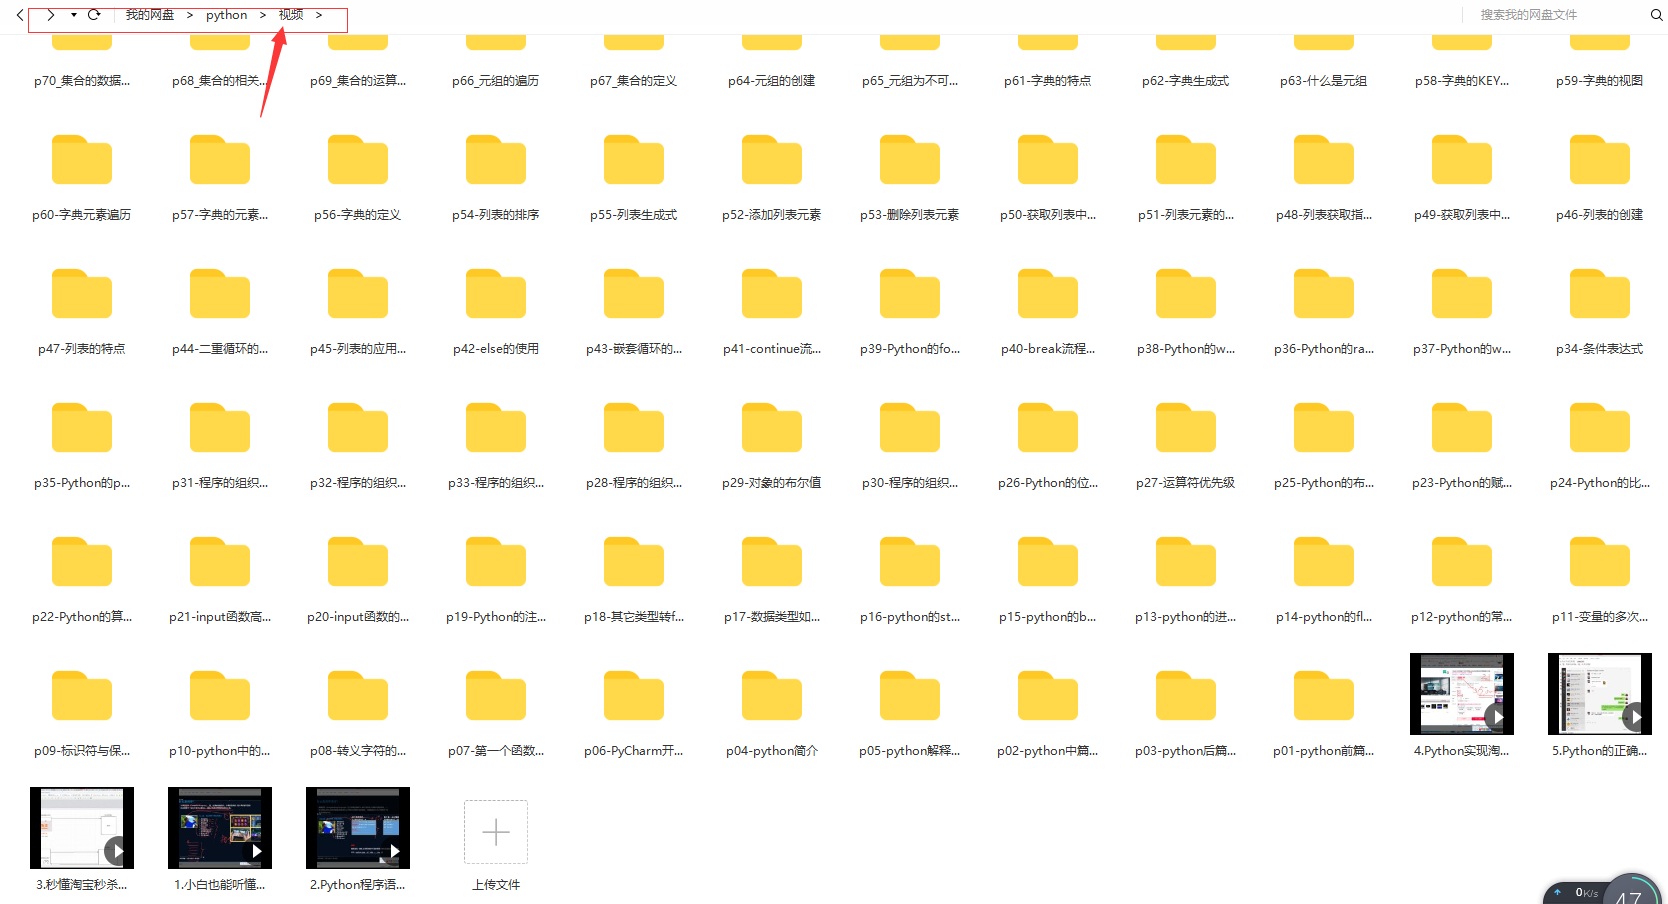 我的网盘 > python > 视频 >
搜索我的网盘文件
p70_集合的数据... p68_集合的相关... p69_集合的运算... p66_元组的遍历 p67_集合的定义 p64-元组的创建 p65_元组为不可... p61-字典的特点 p62-字典生成式 p63-什么是元组 p58-字典的KEY... p59-字典的视图
p60-字典元素遍历 p57-字典的元素... p56-字典的定义 p54-列表的排序 p55-列表生成式 p52-添加列表元素 p53-删除列表元素 p50-获取列表中... p51-列表元素的... p48-列表获取指... p49-获取列表中... p46-列表的创建
p47-列表的特点 p44-二重循环的... p45-列表的应用... p42-else的使用 p43-嵌套循环的... p41-continue流... p39-Python的fo... p40-break流程... p38-Python的w... p36-Python的ra... p37-Python的w... p34-条件表达式
p35-Python的p... p31-程序的组织... p32-程序的组织... p33-程序的组织... p28-程序的组织... p29-对象的布尔值 p30-程序的组织... p26-Python的位... p27-运算符优先级 p25-Python的布... p23-Python的赋... p24-Python的比...
p22-Python的算... p21-input函数高... p20-input函数的... p19-Python的注... p18-其它类型转f... p17-数据类型如... p16-python的st... p15-python的b... p13-python的进... p14-python的fl... p12-python的常... p11-变量的多次...
p09-标识符与保... p10-python中的... p08-转义字符的... p07-第一个函数... p06-PyCharm开... p04-python简介 p05-python解释... p02-python中篇... p03-python后篇... p01-python前篇... 4.Python实现淘... 5.Python的正确...
3.秒懂淘宝秒杀... 1.小白也能听懂... 2.Python程序语... 上传文件
0K/s
47